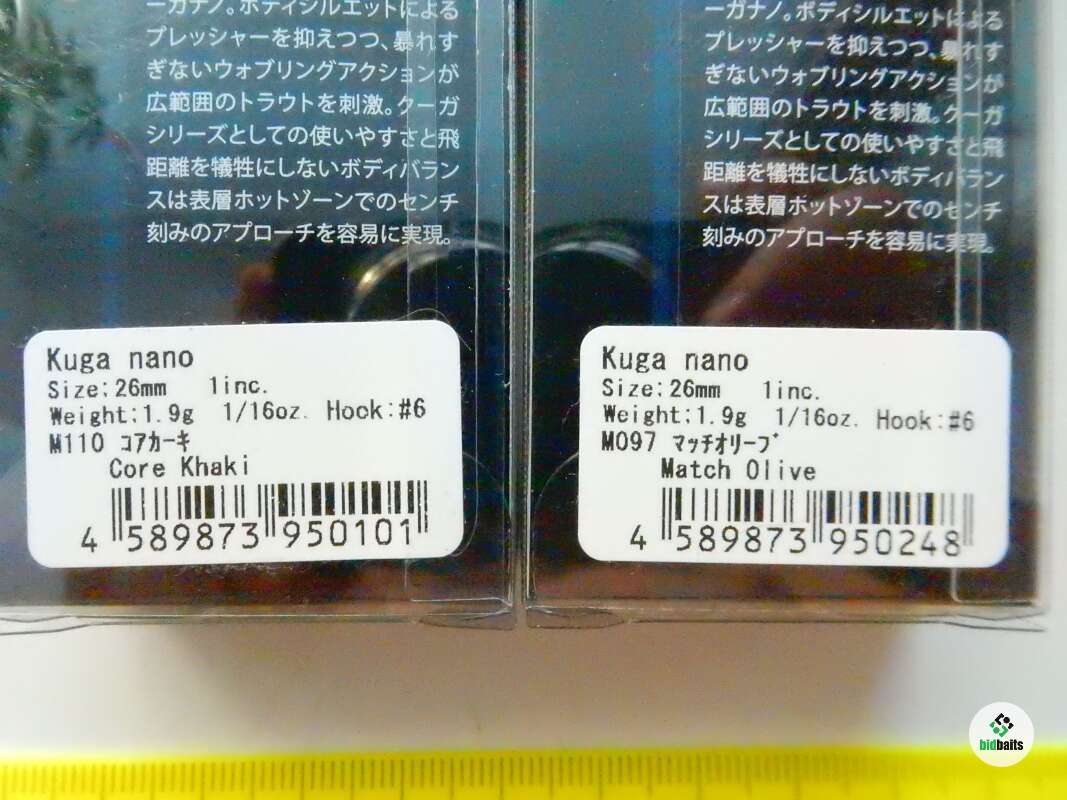 ーガナノ。ボディシルエットによる
プレッシャーを抑えつつ、暴れす
ぎないウォブリングアクションが
広範囲のトラウトを刺激。クーガ
シリーズとしての使いやすさと飛
距離を犠牲にしないボディバラン
スは表層ホットゾーンでのセンチ
刻みのアプローチを容易に実現。
Kuga nano
Size:26mm 1inc.
Weight:1.9g 1/16oz. Hook:#6
M110 コアカーキ
Core Khaki
4 589873 950101
ーガナノ。ボディシルエットによる
プレッシャーを抑えつつ、暴れす
ぎないウォブリングアクションが
広範囲のトラウトを刺激。クーガ
シリーズとしての使いやすさと飛
距離を犠牲にしないボディバラン
スは表層ホットゾーンでのセンチ
刻みのアプローチを容易に実現。
Kuga nano
Size:26mm 1inc.
Weight:1.9g 1/16oz. Hook:#6
M097 マッチオリーブ
Match Olive
4 589873 950248
bidbaits